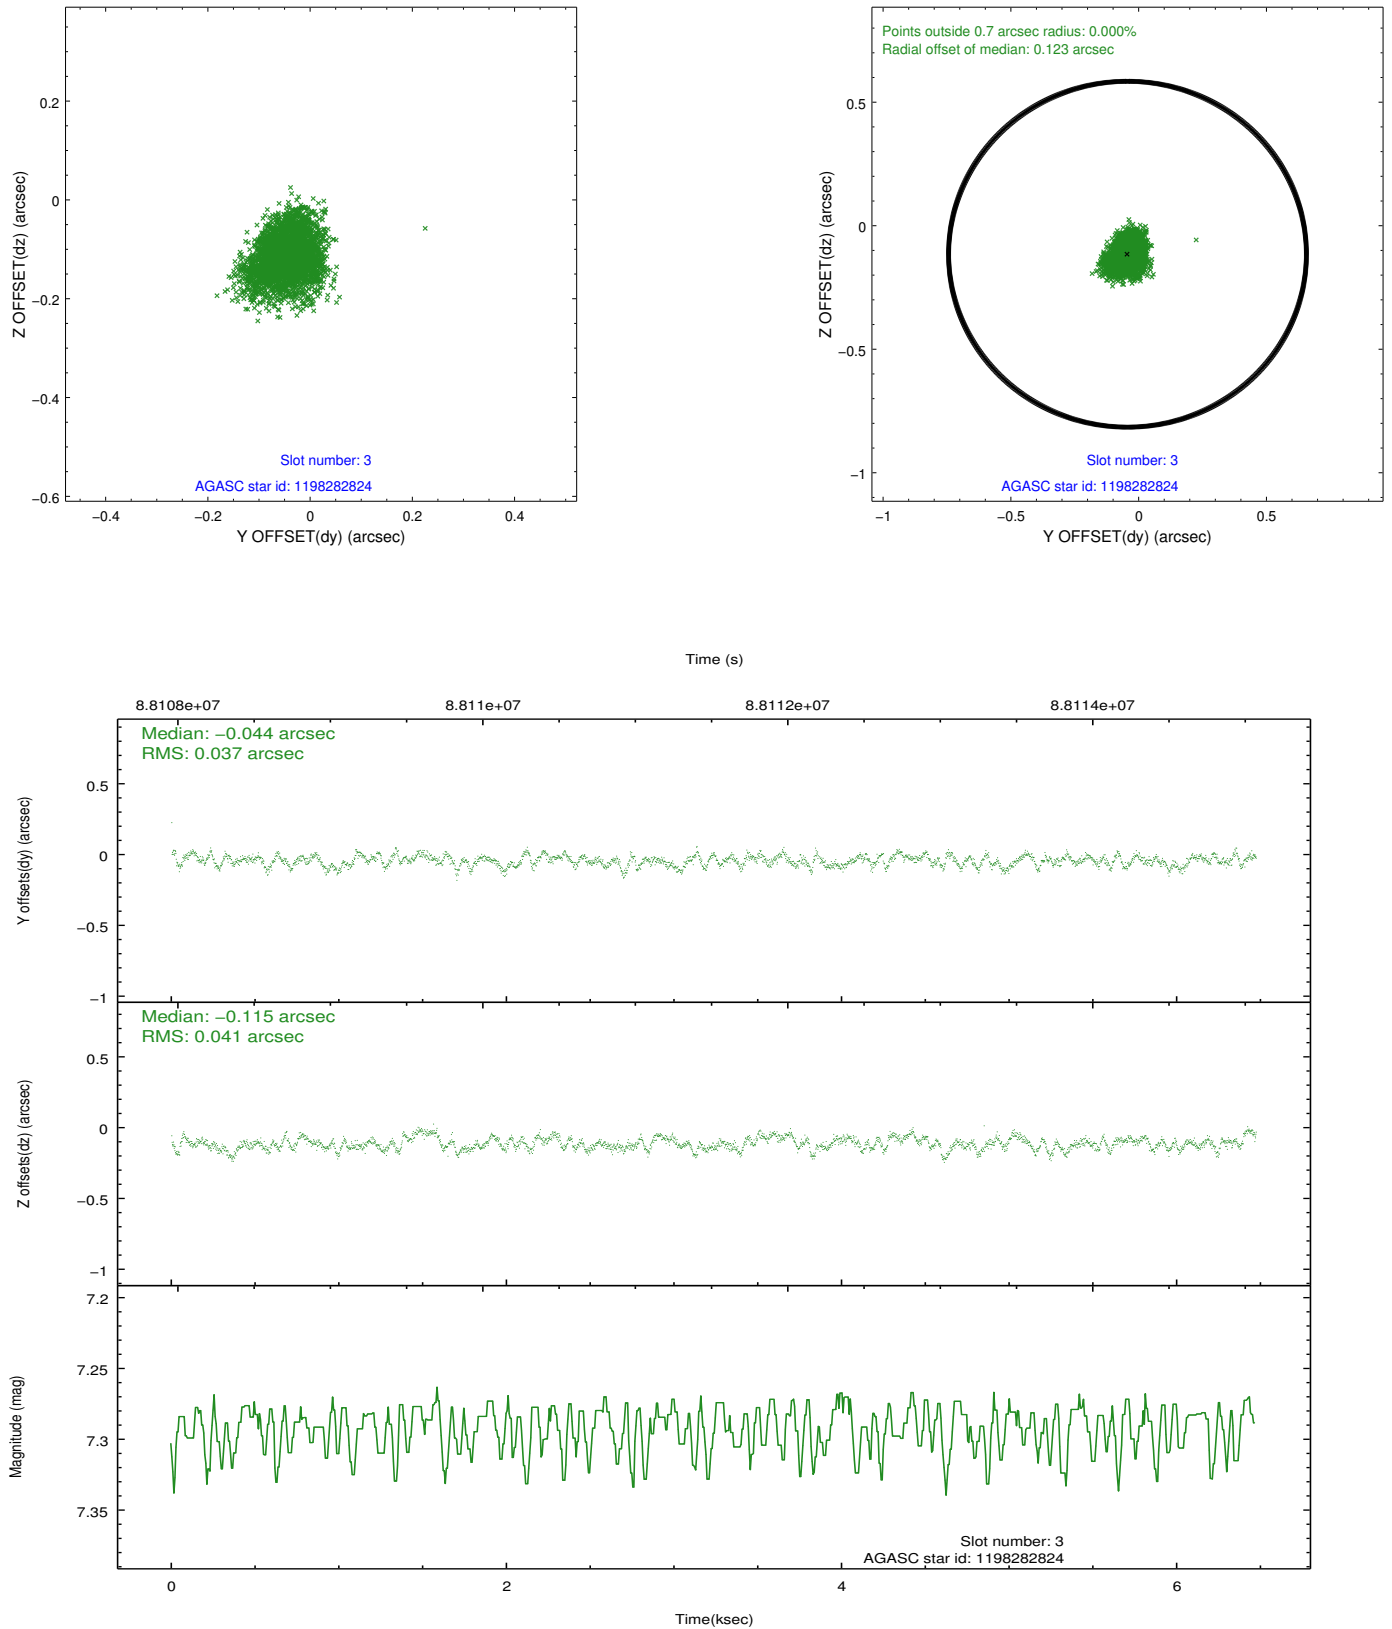 0.2
0
−0.2
−0.4
−0.6
Z OFFSET(dz) (arcsec)
Slot number: 3
AGASC star id: 1198282824
−0.4
−0.2
0
0.2
0.4
Y OFFSET(dy) (arcsec)
Points outside 0.7 arcsec radius: 0.000%
Radial offset of median: 0.123 arcsec
0.5
0
−0.5
−1
Z OFFSET(dz) (arcsec)
Slot number: 3
AGASC star id: 1198282824
−1
−0.5
0
0.5
Y OFFSET(dy) (arcsec)
Time (s)
8.8108e+07
8.811e+07
8.8112e+07
8.8114e+07
Median: −0.044 arcsec
RMS: 0.037 arcsec
0.5
0
−0.5
−1
Y offsets(dy) (arcsec)
Median: −0.115 arcsec
RMS: 0.041 arcsec
0.5
0
−0.5
−1
Z offsets(dz) (arcsec)
7.2
7.25
7.3
7.35
Magnitude (mag)
Slot number: 3
AGASC star id: 1198282824
0
2
4
6
Time(ksec)